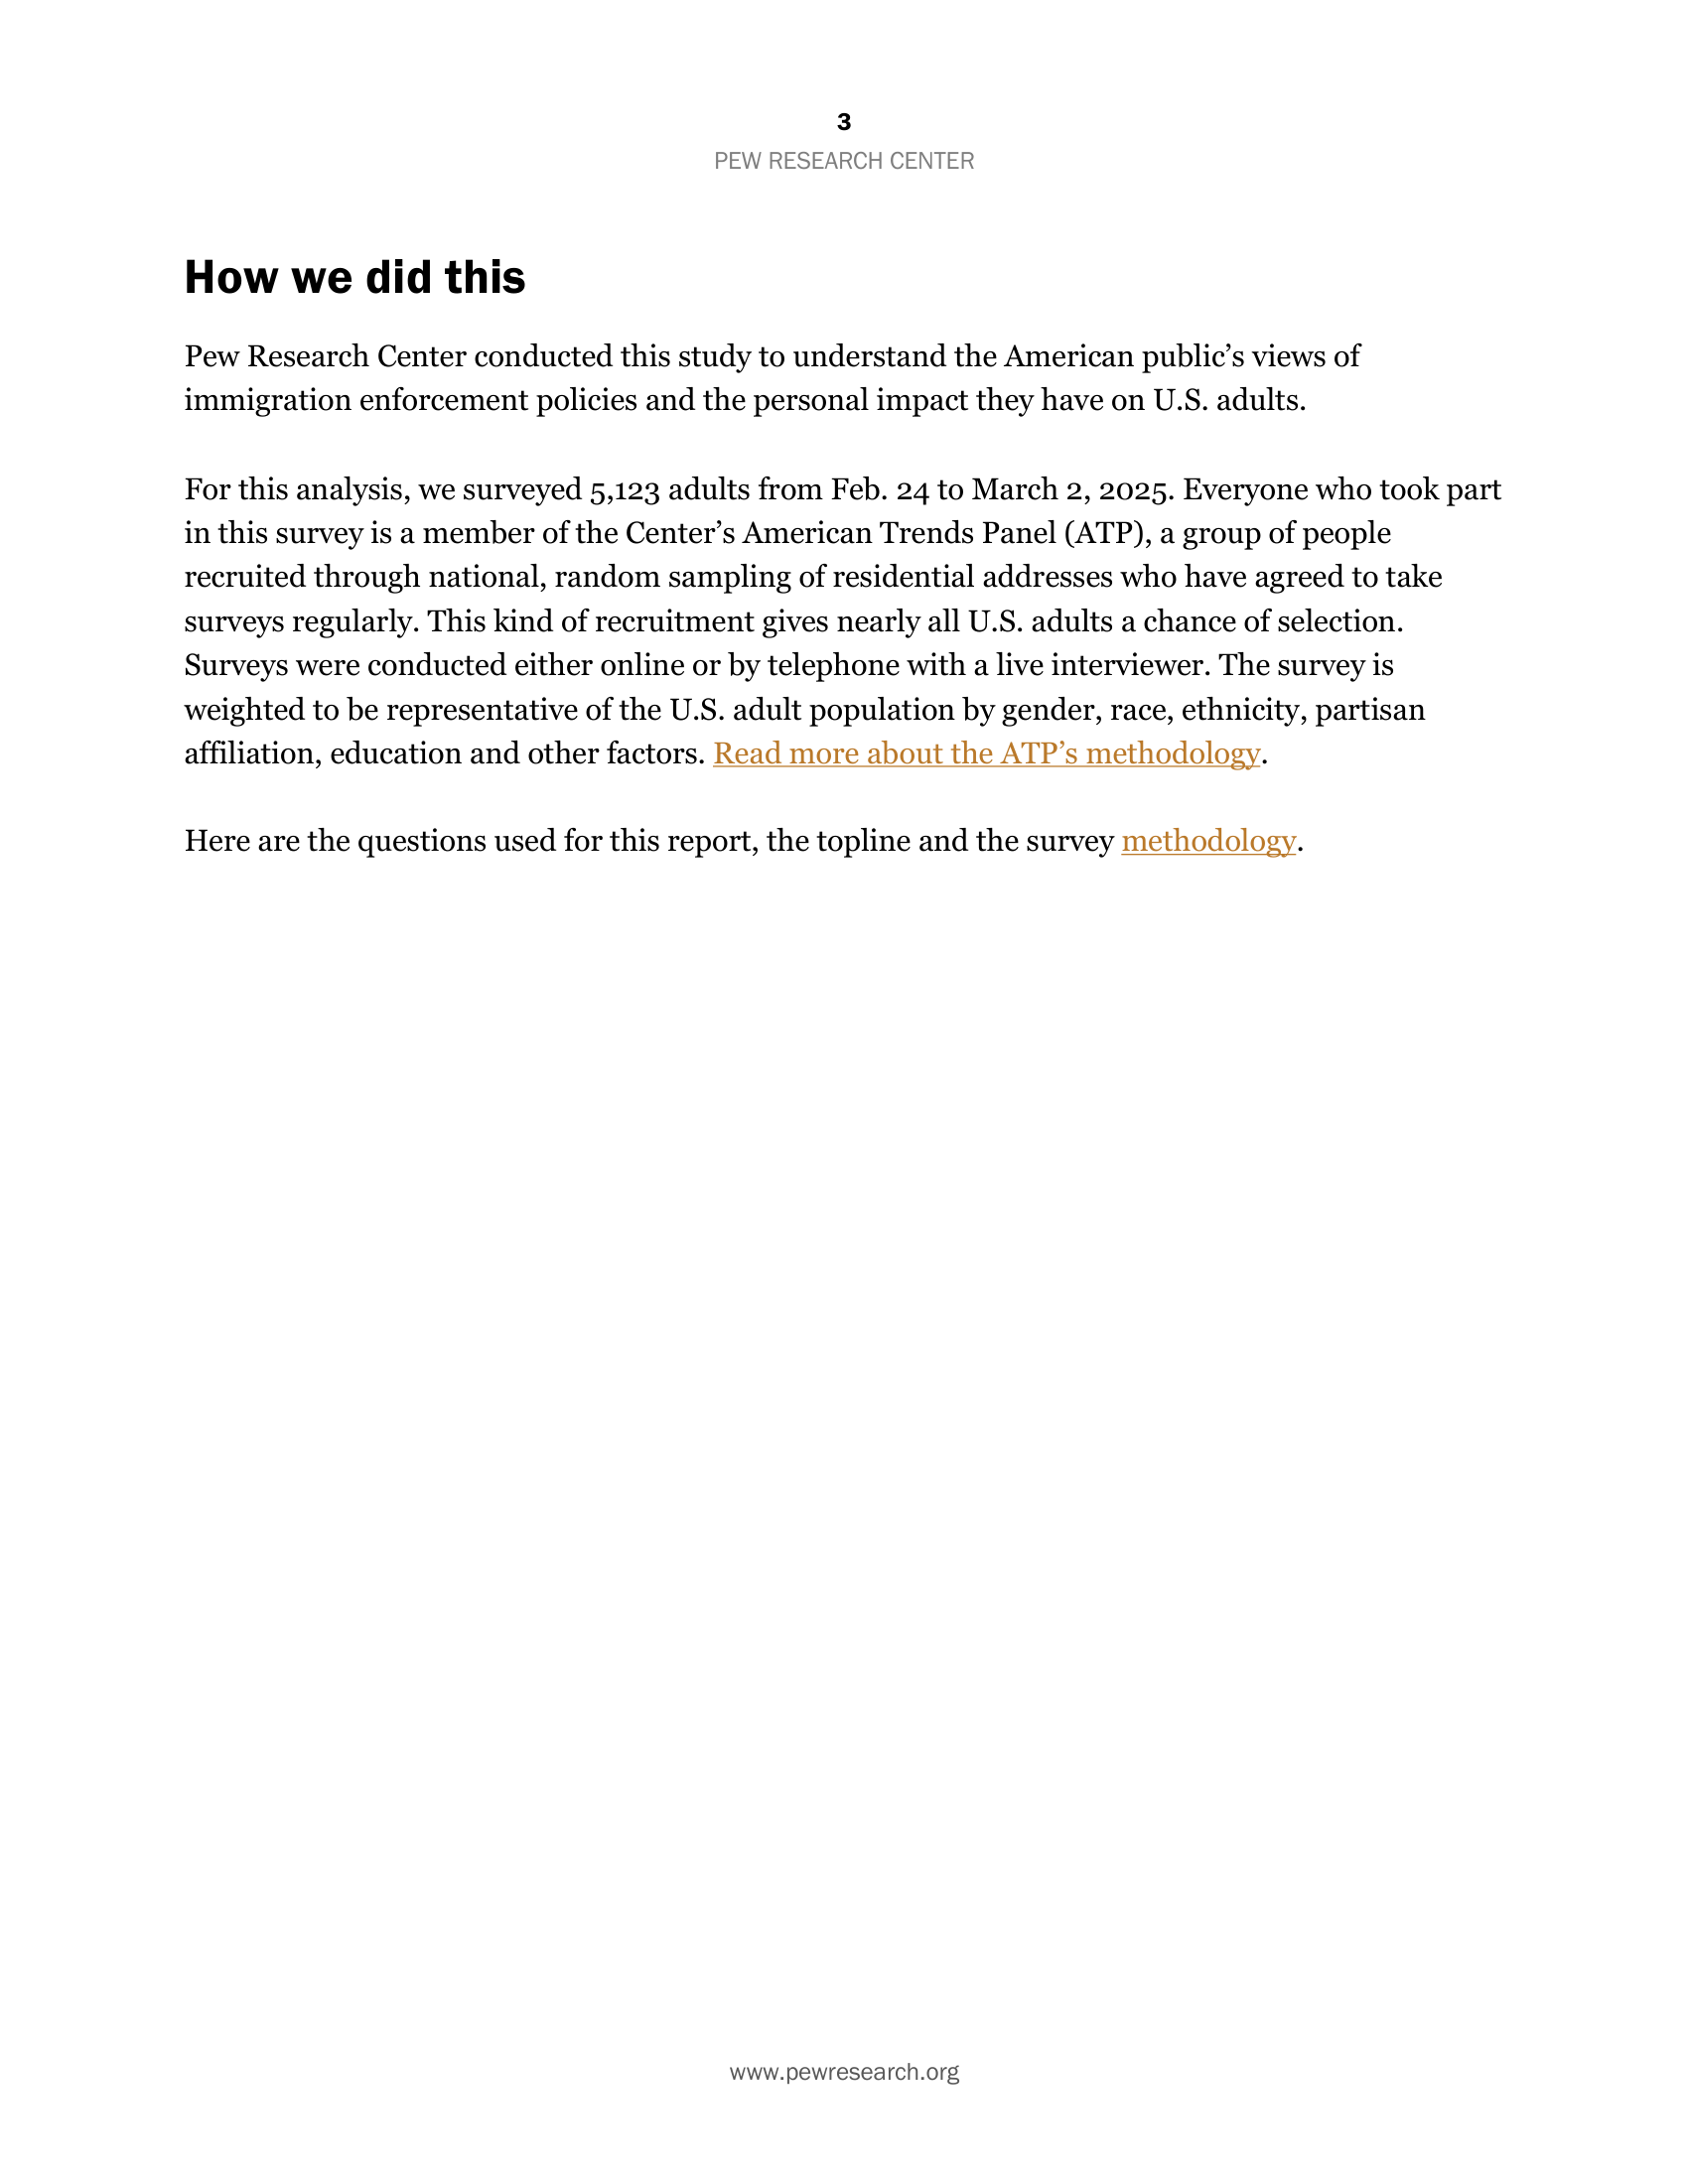 3
PEW RESEARCH CENTER
How we did this
Pew Research Center conducted this study to understand the American public’s views of
immigration enforcement policies and the personal impact they have on U.S. adults.
For this analysis, we surveyed 5,123 adults from Feb. 24 to March 2, 2025. Everyone who took part
in this survey is a member of the Center’s American Trends Panel (ATP), a group of people
recruited through national, random sampling of residential addresses who have agreed to take
surveys regularly. This kind of recruitment gives nearly all U.S. adults a chance of selection.
Surveys were conducted either online or by telephone with a live interviewer. The survey is
weighted to be representative of the U.S. adult population by gender, race, ethnicity, partisan
affiliation, education and other factors. Read more about the ATP’s methodology.
Here are the questions used for this report, the topline and the survey methodology.
www.pewresearch.org